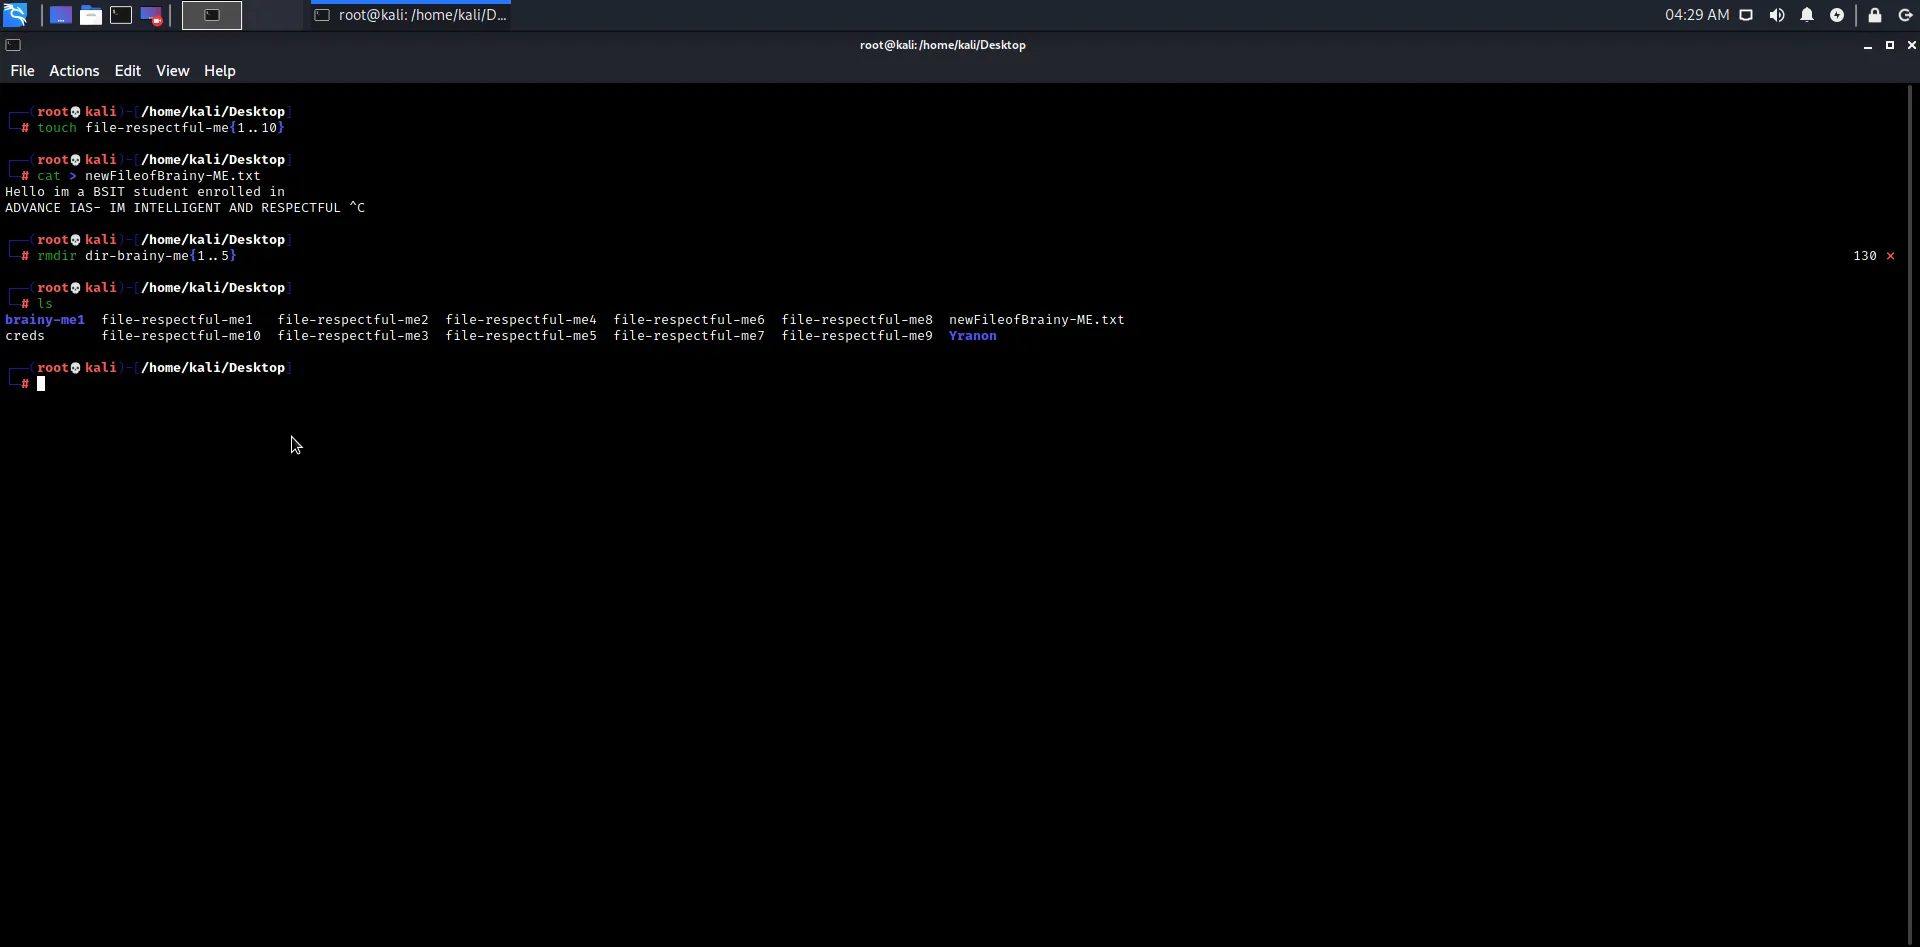 root@kali: /home/kali/D...
04:29 AM
root@kali: /home/kali/Desktop
File Actions Edit View Help
┌──(root💀kali)-[/home/kali/Desktop]
└─# touch file-respectful-me{1..10}
┌──(root💀kali)-[/home/kali/Desktop]
└─# cat > newFileofBrainy-ME.txt
Hello im a BSIT student enrolled in
ADVANCE IAS- IM INTELLIGENT AND RESPECTFUL ^C
┌──(root💀kali)-[/home/kali/Desktop]
└─# rmdir dir-brainy-me{1..5} 130 ⨯
┌──(root💀kali)-[/home/kali/Desktop]
└─# ls
brainy-me1 file-respectful-me1 file-respectful-me2 file-respectful-me4 file-respectful-me6 file-respectful-me8 newFileofBrainy-ME.txt
creds file-respectful-me10 file-respectful-me3 file-respectful-me5 file-respectful-me7 file-respectful-me9 Yranon
┌──(root💀kali)-[/home/kali/Desktop]
└─#